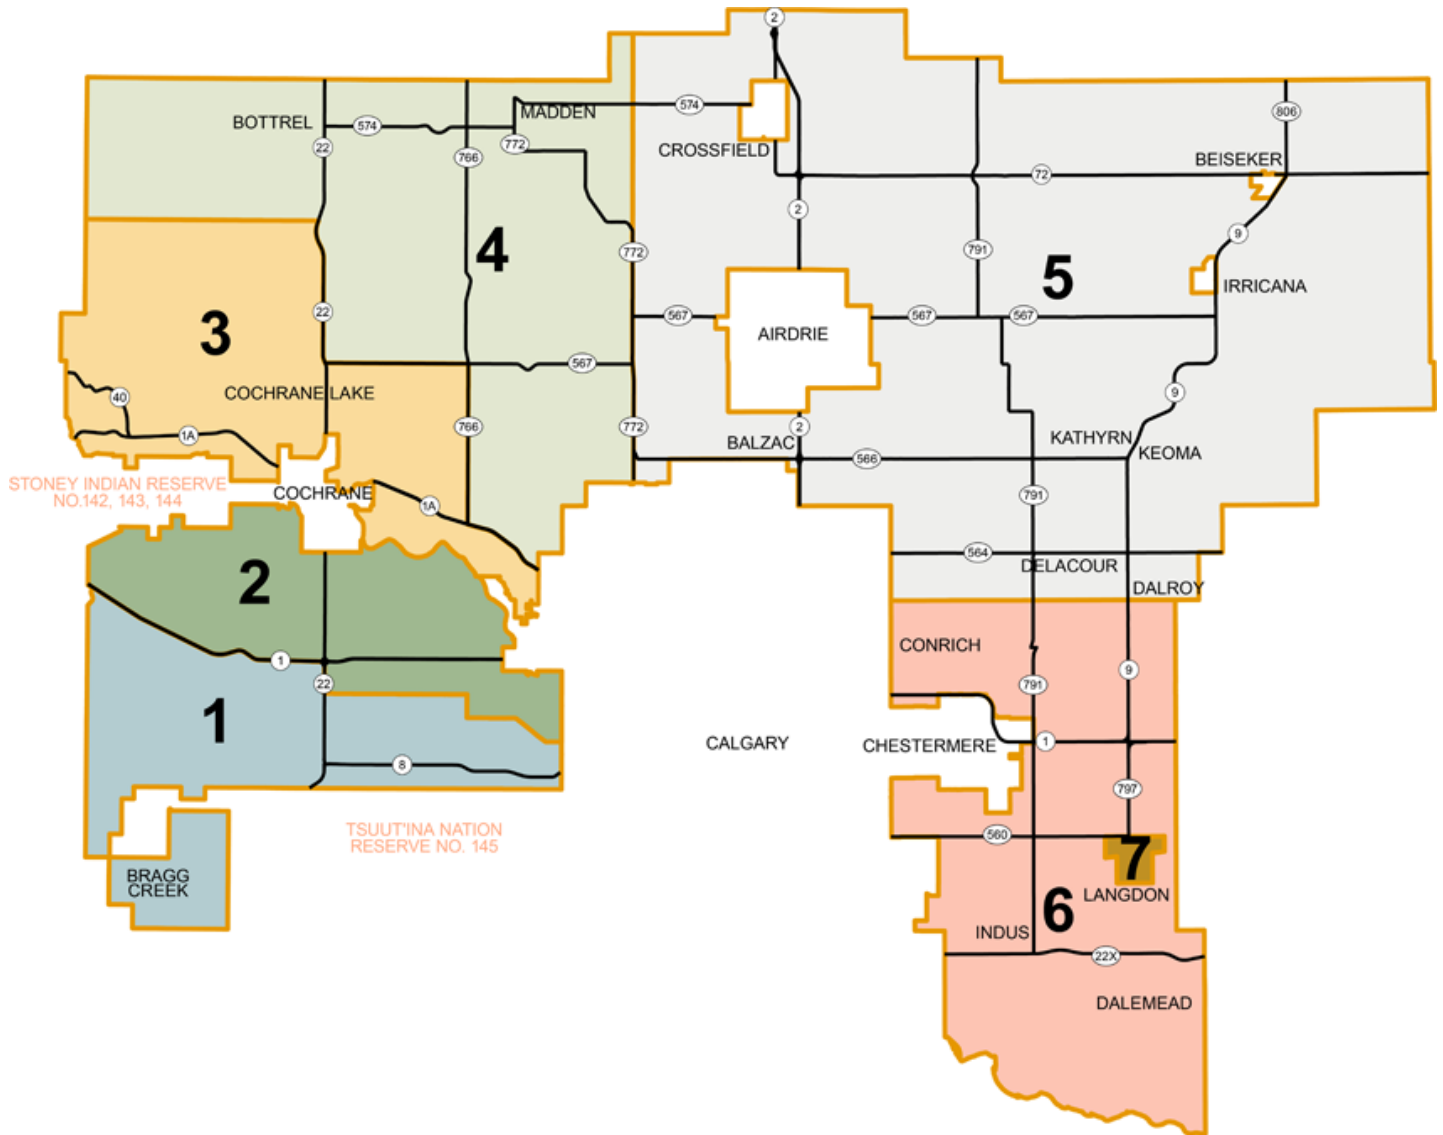 2
574
MADDEN
806
BOTTREL
574
772
22
766
CROSSFIELD
BEISEKER
72
2
9
4
772
791
5
IRRICANA
3
22
567
AIRDRIE
567
567
567
COCHRANE LAKE
40
9
1A
766
772
BALZAC
2
566
KATHYRN
KEOMA
STONEY INDIAN RESERVE
NO.142, 143, 144
COCHRANE
1A
791
564
DELACOUR
DALROY
2
CONRICH
1
22
791
9
1
CALGARY
CHESTERMERE
1
8
797
TSUUT'INA NATION
RESERVE NO. 145
560
7
BRAGG
CREEK
LANGDON
6
INDUS
22X
DALEMEAD